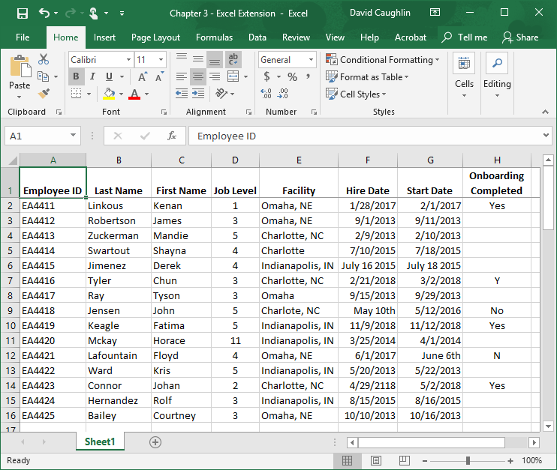 Chapter 3 - Excel Extension - Excel David Caughlin
File Home Insert Page Layout Formulas Data Review View Help Acrobat Tell me Share
Paste Calibri 11 General Conditional Formatting
B I U A A $ % , Format as Table Cells Editing
Cell Styles
Clipboard Font Alignment Number Styles
A1 fx Employee ID
A B C D E F G H
1 Employee ID Last Name First Name Job Level Facility Hire Date Start Date Onboarding Completed
2 EA4411 Linkous Kenan 1 Omaha, NE 1/28/2017 2/1/2017 Yes
3 EA4412 Robertson James 3 Omaha, NE 9/1/2013 9/11/2013
4 EA4413 Zuckerman Mandie 5 Charlotte, NC 2/9/2013 2/10/2013
5 EA4414 Swartout Shayna 4 Charlotte 7/10/2015 7/18/2015
6 EA4415 Jimenez Derek 4 Indianapolis, IN July 16 2015 July 18 2015
7 EA4416 Tyler Chun 3 Charlotte, NC 2/21/2018 3/2/2018 Y
8 EA4417 Ray Tyson 3 Omaha 9/15/2013 9/29/2013
9 EA4418 Jensen John 5 Charlote, NC May 10th 5/12/2016 No
10 EA4419 Keagle Fatima 5 Indianapolis, IN 11/9/2018 11/12/2018 Yes
11 EA4420 Mckay Horace 11 Indianapolis, IN 3/25/2014 4/1/2014
12 EA4421 Lafountain Floyd 4 Omaha, NE 6/1/2017 June 6th N
13 EA4422 Ward Kris 5 Indianapolis, IN 5/20/2013 5/22/2013
14 EA4423 Connor Johan 2 Charlotte, NC 4/29/2118 5/2/2018 Yes
15 EA4424 Hernandez Rolf 3 Indianapolis, IN 8/15/2015 8/16/2015
16 EA4425 Bailey Courtney 3 Omaha, NE 10/10/2013 10/16/2013
17
Sheet1
Ready 100%